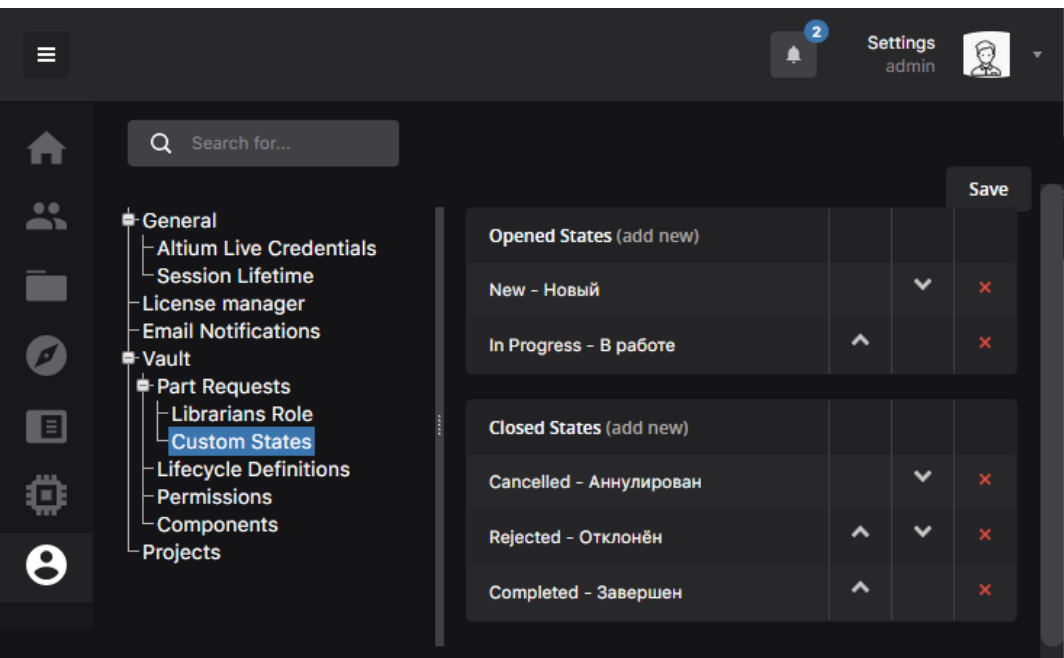 2
Settings
admin
Search for...
Save
General
Altium Live Credentials
Session Lifetime
License manager
Email Notifications
Vault
Part Requests
Librarians Role
Custom States
Lifecycle Definitions
Permissions
Components
Projects
Opened States (add new)
New - Новый
In Progress - В работе
Closed States (add new)
Cancelled - Аннулирован
Rejected - Отклонён
Completed - Завершен